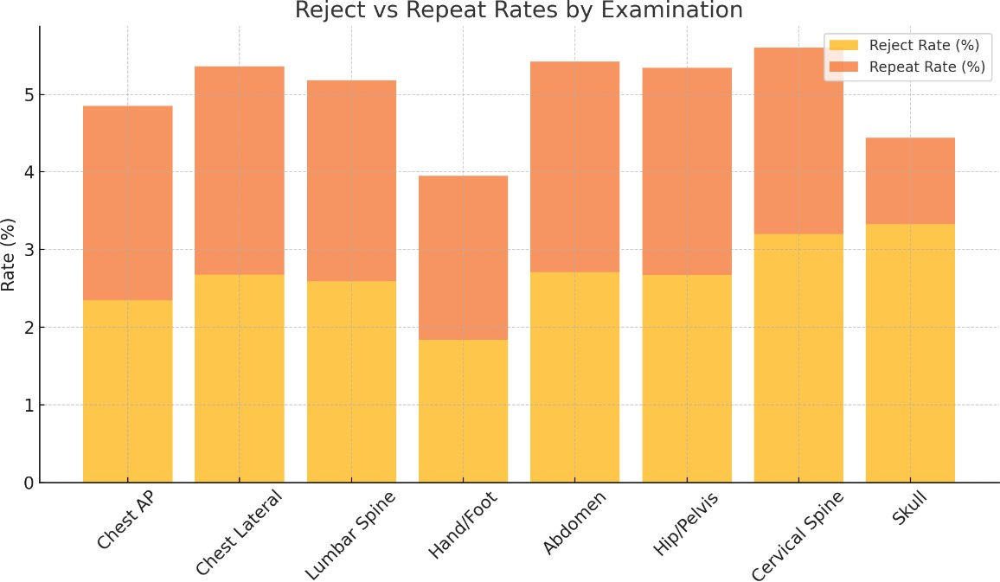 Reject vs Repeat Rates by Examination
Reject Rate (%)
Repeat Rate (%)
Rate (%)
5
4
3
2
1
0
Chest AP
Chest Lateral
Lumbar Spine
Hand/Foot
Abdomen
Hip/Pelvis
Cervical Spine
Skull